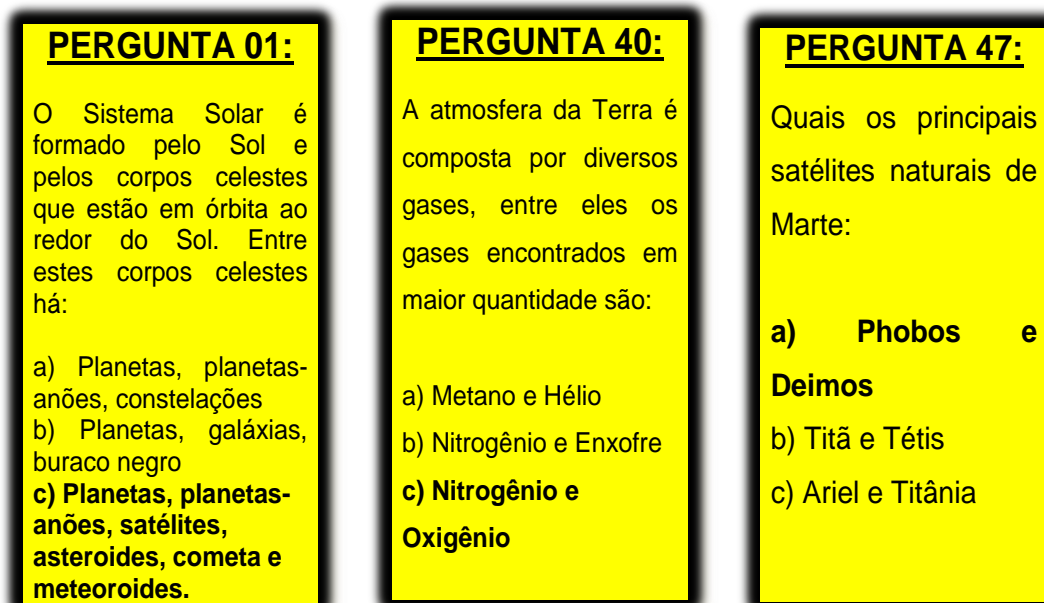 PERGUNTA 01:
O Sistema Solar é
formado pelo Sol e
pelos corpos celestes
que estão em órbita ao
redor do Sol. Entre
estes corpos celestes
há:
a) Planetas, planetas-
anões, constelações
b) Planetas, galáxias,
buraco negro
c) Planetas, planetas-
anões, satélites,
asteroides, cometa e
meteoroides.
PERGUNTA 40:
A atmosfera da Terra é
composta por diversos
gases, entre eles os
gases encontrados em
maior quantidade são:
a) Metano e Hélio
b) Nitrogênio e Enxofre
c) Nitrogênio e
Oxigênio
PERGUNTA 47:
Quais os principais
satélites naturais de
Marte:
a) Phobos e
Deimos
b) Titã e Tétis
c) Ariel e Titânia